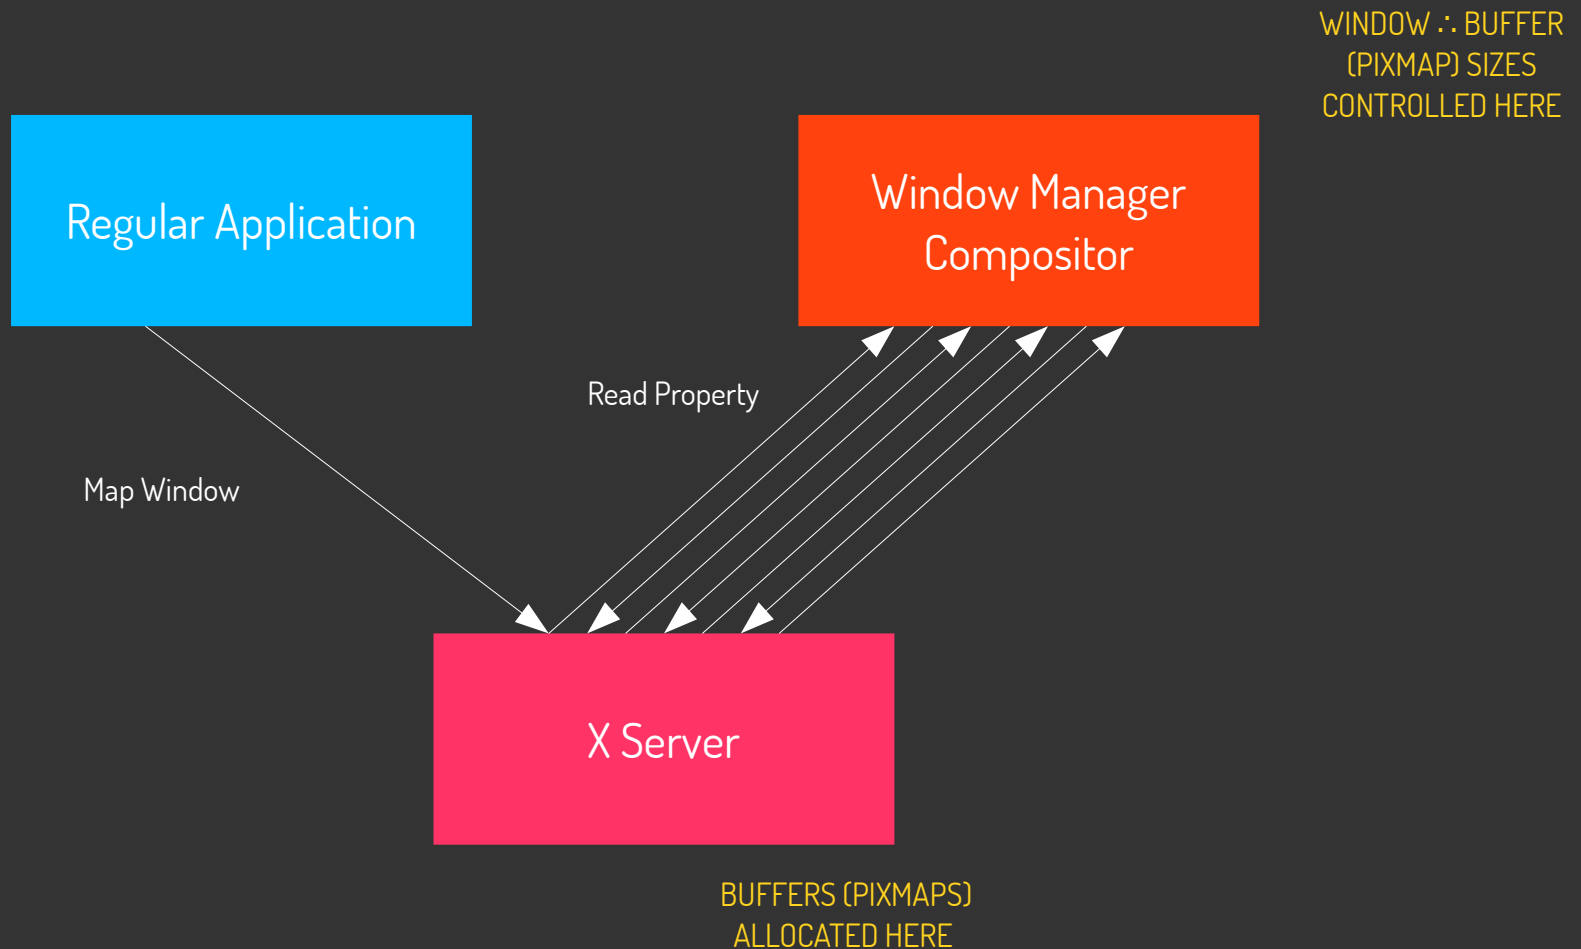 WINDOW ∴ BUFFER
(PIXMAP) SIZES
CONTROLLED HERE
Regular Application
Window Manager
Compositor
Read Property
Map Window
X Server
BUFFERS (PIXMAPS)
ALLOCATED HERE